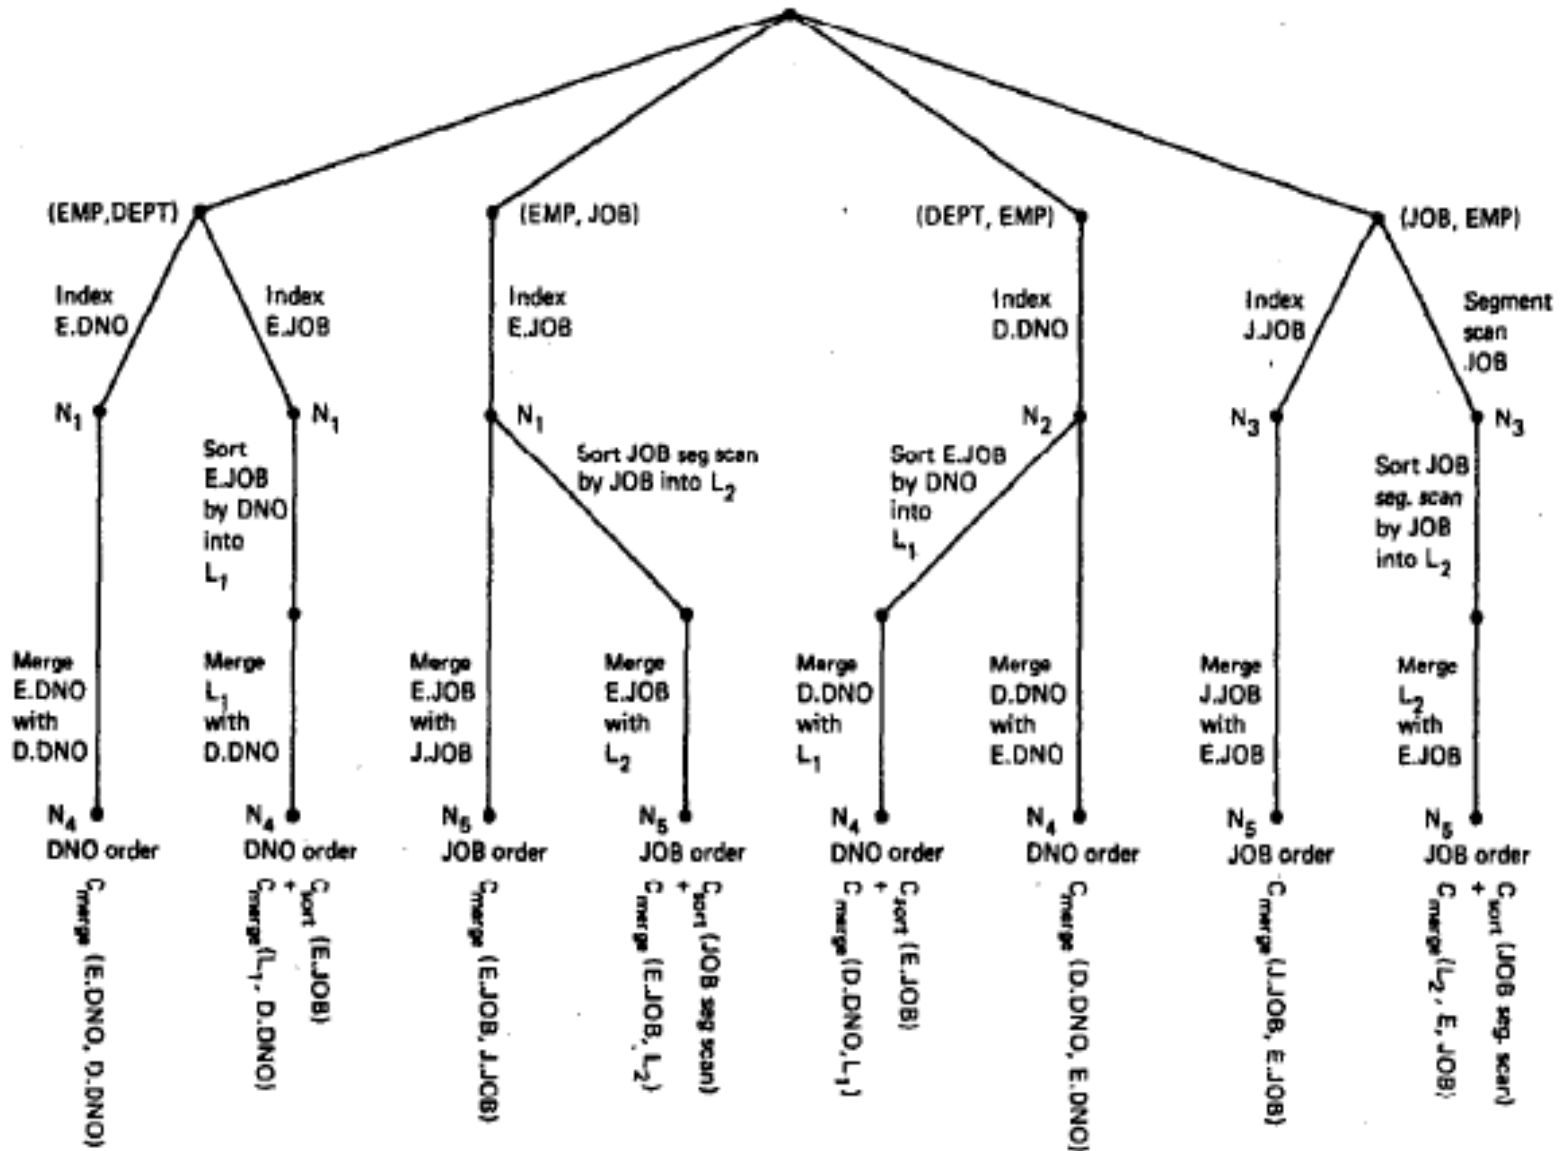 (EMP,DEPT)
(EMP, JOB)
(DEPT, EMP)
(JOB, EMP)
Index
E.DNO
Index
E.JOB
Index
E.JOB
Index
D.DNO
Index
J.JOB
Segment
scan
JOB
N1
N1
N1
N2
N3
N3
Sort
E.JOB
by DNO
into
L1
Sort JOB seg scan
by JOB into L2
Sort E.JOB
by DNO
into
L1
Sort JOB
seg. scan
by JOB
into L2
Merge
E.DNO
with
D.DNO
Merge
L1
with
D.DNO
Merge
E.JOB
with
J.JOB
Merge
E.JOB
with
L2
Merge
D.DNO
with
L1
Merge
D.DNO
with
E.DNO
Merge
J.JOB
with
E.JOB
Merge
L2
with
E.JOB
N4
DNO order
N4
DNO order
N5
JOB order
N5
JOB order
N4
DNO order
N4
DNO order
N5
JOB order
N5
JOB order
Cmerge (E.DNO, D.DNO)
Csort (E.JOB)
+
Cmerge (L1, D.DNO)
Cmerge (E.JOB, J.JOB)
Csort (JOB seg scan)
+
Cmerge (E.JOB, L2)
Csort (E.JOB)
+
Cmerge (D.DNO, L1)
Cmerge (D.DNO, E.DNO)
Cmerge (J.JOB, E.JOB)
Csort (JOB seg. scan)
+
Cmerge (L2, E, JOB)